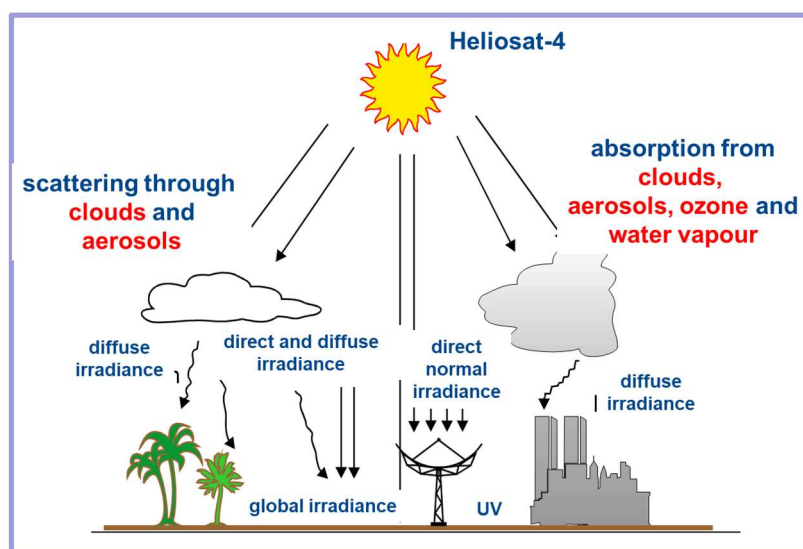 Heliosat-4
scattering through
clouds and
aerosols
absorption from
clouds,
aerosols, ozone and
water vapour
diffuse
irradiance
direct and diffuse
irradiance
direct
normal
irradiance
diffuse
irradiance
global irradiance
UV